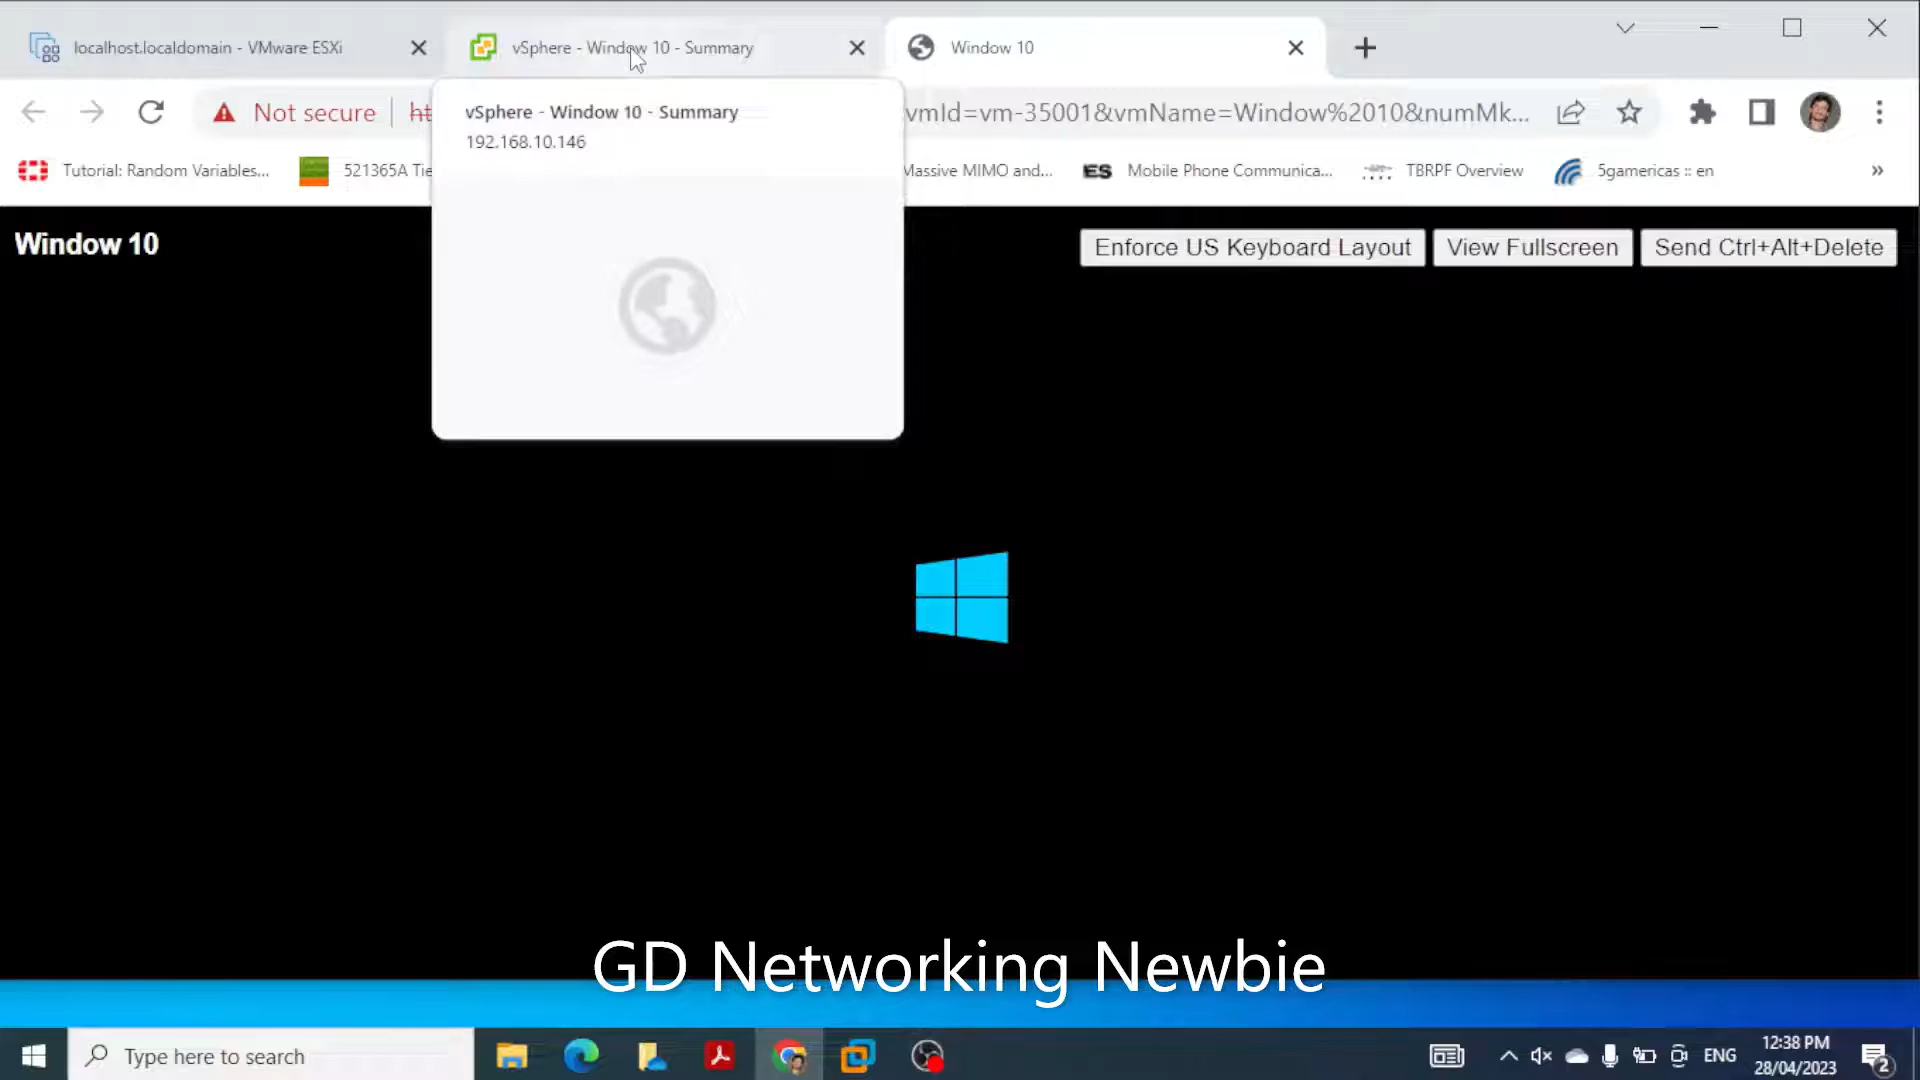 localhost.localdomain - VMware ESXi
vSphere - Window 10 - Summary
Window 10
Not secure
vSphere - Window 10 - Summary
192.168.10.146
vmId=vm-35001&vmName=Window%2010&numMk...
Tutorial: Random Variables...
521365A Tie
Massive MIMO and...
ES
Mobile Phone Communica...
TBRPF Overview
5gamericas :: en
»
Window 10
Enforce US Keyboard Layout
View Fullscreen
Send Ctrl+Alt+Delete
GD Networking Newbie
Type here to search
ENG
12:38 PM
28/04/2023
2